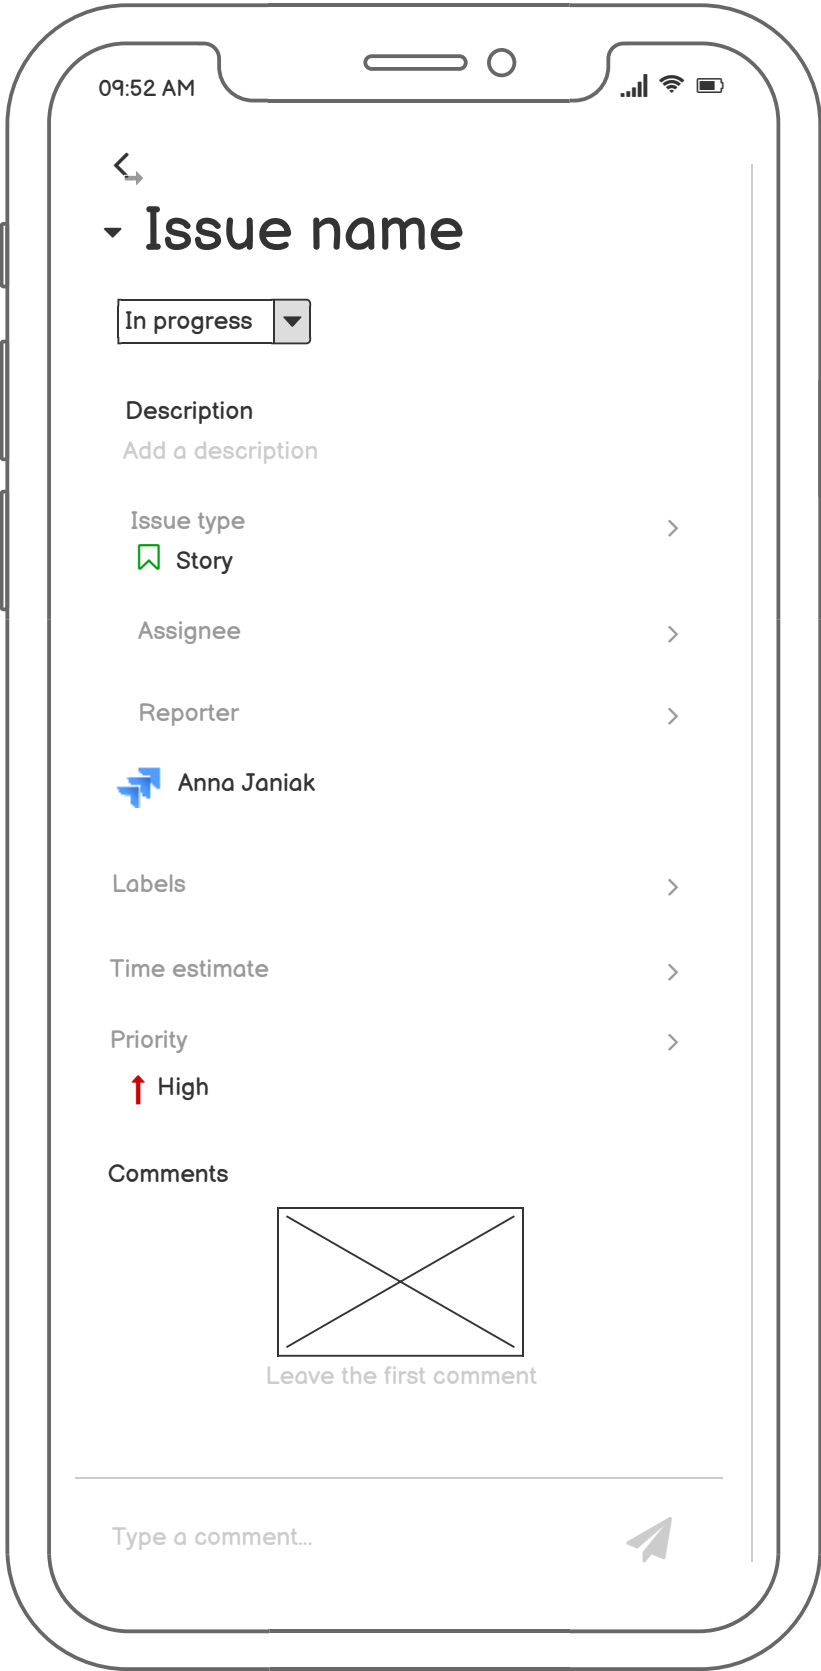 09:52 AM
Issue name
In progress
Description
Add a description
Issue type
Story
Assignee
Reporter
Anna Janiak
Labels
Time estimate
Priority
High
Comments
Leave the first comment
Type a comment...